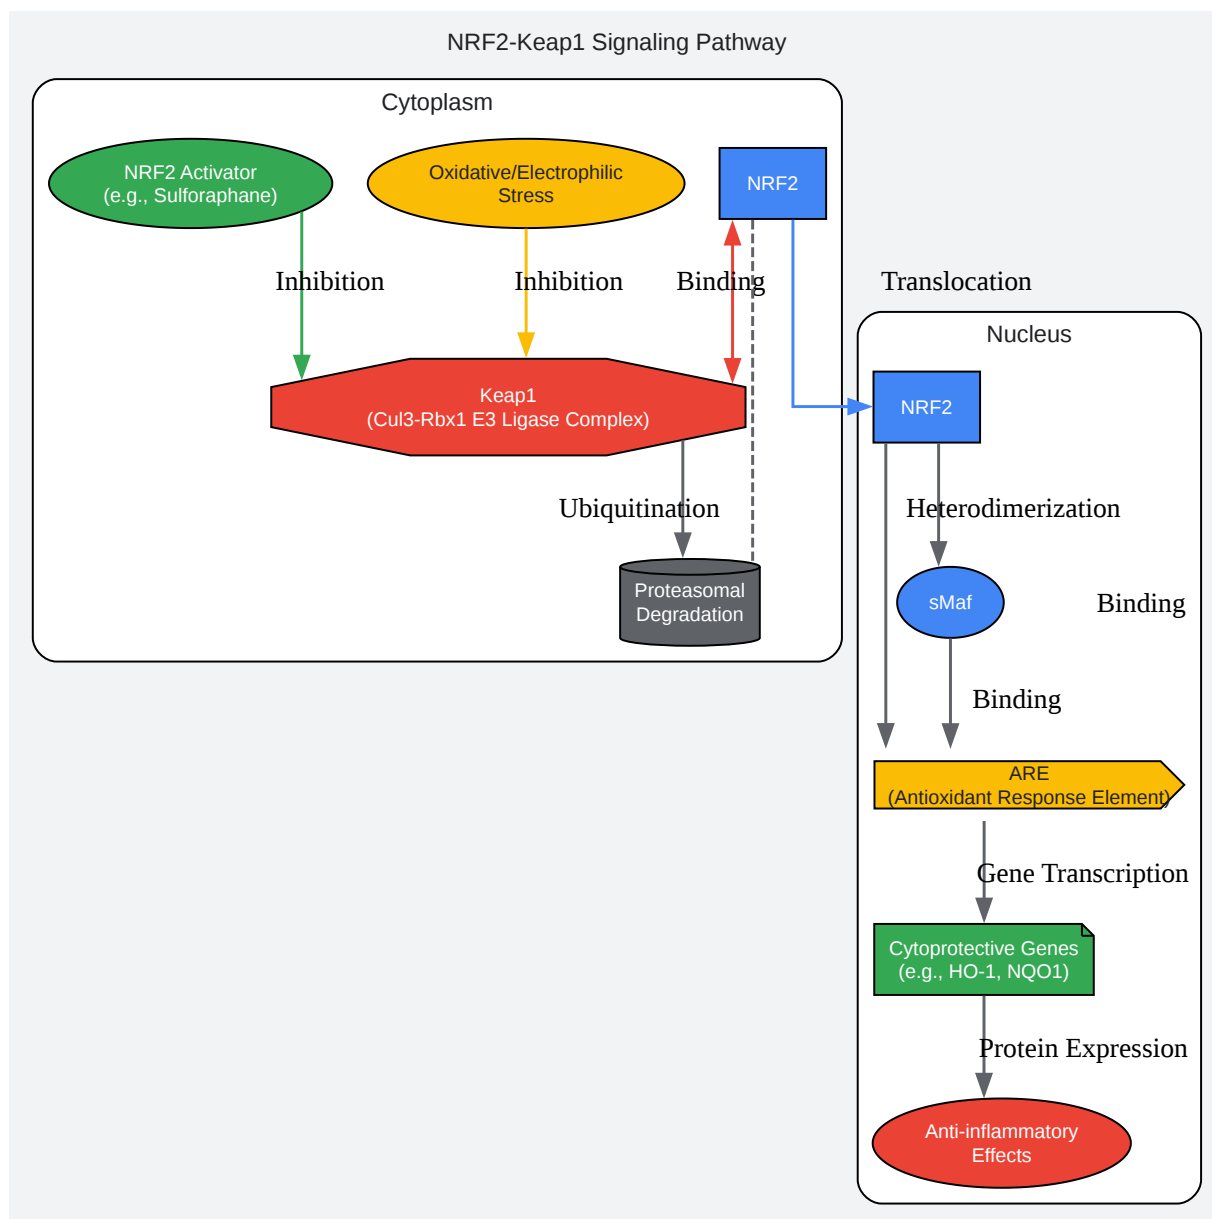 NRF2-Keap1 Signaling Pathway
Cytoplasm
NRF2 Activator
(e.g., Sulforaphane)
Oxidative/Electrophilic
Stress
NRF2
Inhibition
Inhibition
Binding
Translocation
Nucleus
Keap1
(Cul3-Rbx1 E3 Ligase Complex)
NRF2
Ubiquitination
Heterodimerization
Proteasomal
Degradation
sMaf
Binding
Binding
ARE
(Antioxidant Response Element)
Gene Transcription
Cytoprotective Genes
(e.g., HO-1, NQO1)
Protein Expression
Anti-inflammatory
Effects